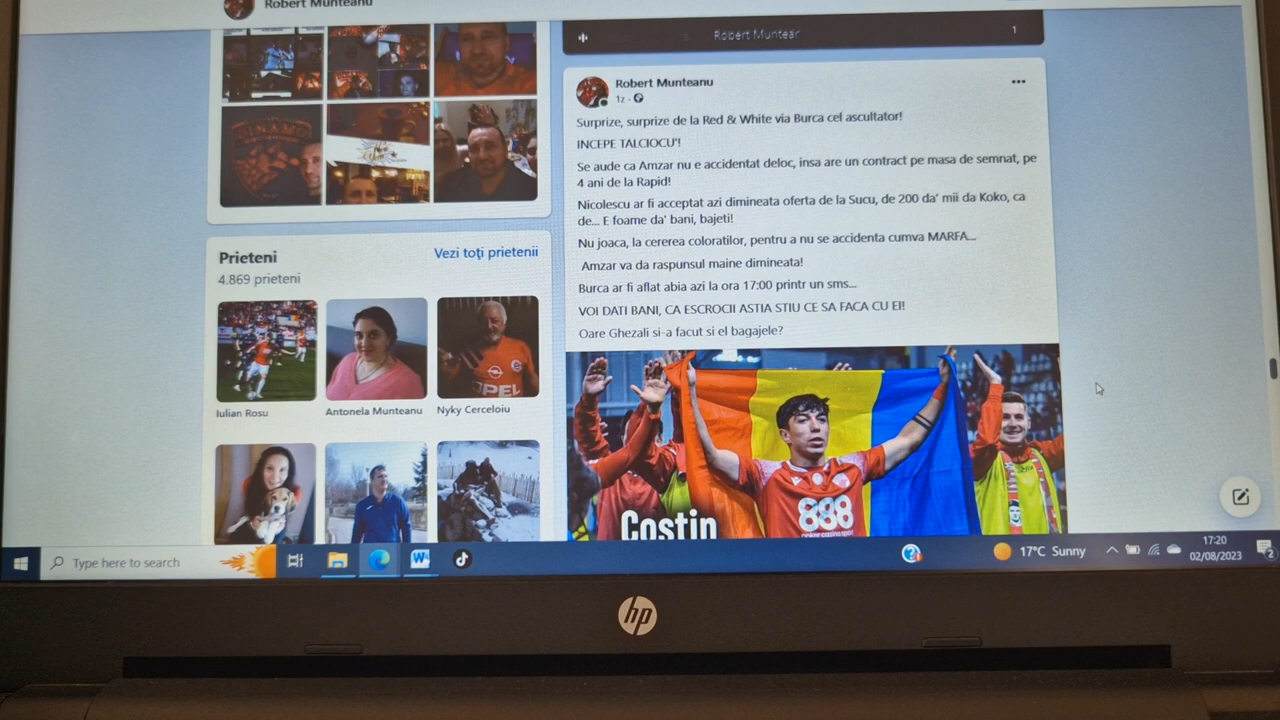 Robert Munteanu
Robert Muntear
1
DINAMO
Prieteni
Vezi toţi prietenii
4.869 prieteni
OPEL
Iulian Rosu
Antonela Munteanu
Nyky Cerceloiu
Robert Munteanu
1z
Surprize, surprize de la Red & White via Burca cel ascultator!
INCEPE TALCIOCU'!
Se aude ca Amzar nu e accidentat deloc, insa are un contract pe masa de semnat, pe
4 ani de la Rapid!
Nicolescu ar fi acceptat azi dimineata oferta de la Sucu, de 200 da' mii da Koko, ca
de... E foame da' bani, bajeti!
Nu joaca, la cererea coloratilor, pentru a nu se accidenta cumva MARFA...
Amzar va da raspunsul maine dimineata!
Burca ar fi aflat abia azi la ora 17:00 printr un sms...
VOI DATI BANI, CA ESCROCII ASTIA STIU CE SA FACA CU EI!
Oare Ghezali si-a facut si el bagajele?
888
Costin
Type here to search
W
17°C Sunny
17:20
02/08/2023
2
hp